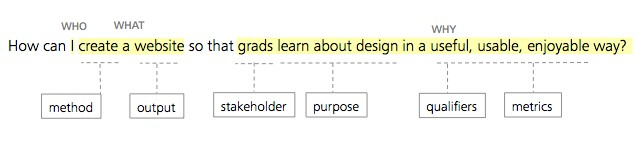 WHO WHAT WHY
How can I create a website so that grads learn about design in a useful, usable, enjoyable way?
method output stakeholder purpose qualifiers metrics